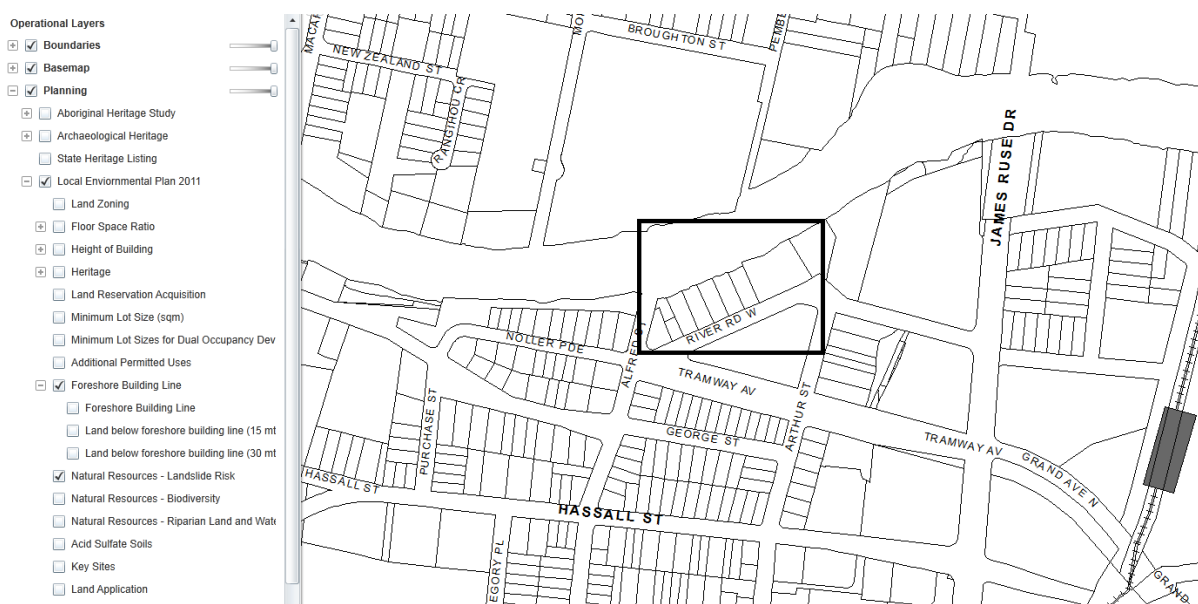 Operational Layers
Boundaries
Basemap
Planning
Aboriginal Heritage Study
Archaeological Heritage
State Heritage Listing
Local Enviornmental Plan 2011
Land Zoning
Floor Space Ratio
Height of Building
Heritage
Land Reservation Acquisition
Minimum Lot Size (sqm)
Minimum Lot Sizes for Dual Occupancy Dev
Additional Permitted Uses
Foreshore Building Line
Foreshore Building Line
Land below foreshore building line (15 mt
Land below foreshore building line (30 mt
Natural Resources - Landslide Risk
Natural Resources - Biodiversity
Natural Resources - Riparian Land and Wate
Acid Sulfate Soils
Key Sites
Land Application
MACAR
MO
BROUGHTON ST
PEMBE
NEW ZEALAND ST
RANGIHOU CR
JAMES RUSE DR
RIVER RD W
NOLLER PDE
ALFRED ST
TRAMWAY AV
PURCHASE ST
GEORGE ST
ARTHUR ST
TRAMWAY AV
GRAND AVE N
HASSALL ST
HASSALL ST
EGORY PL
GRAND